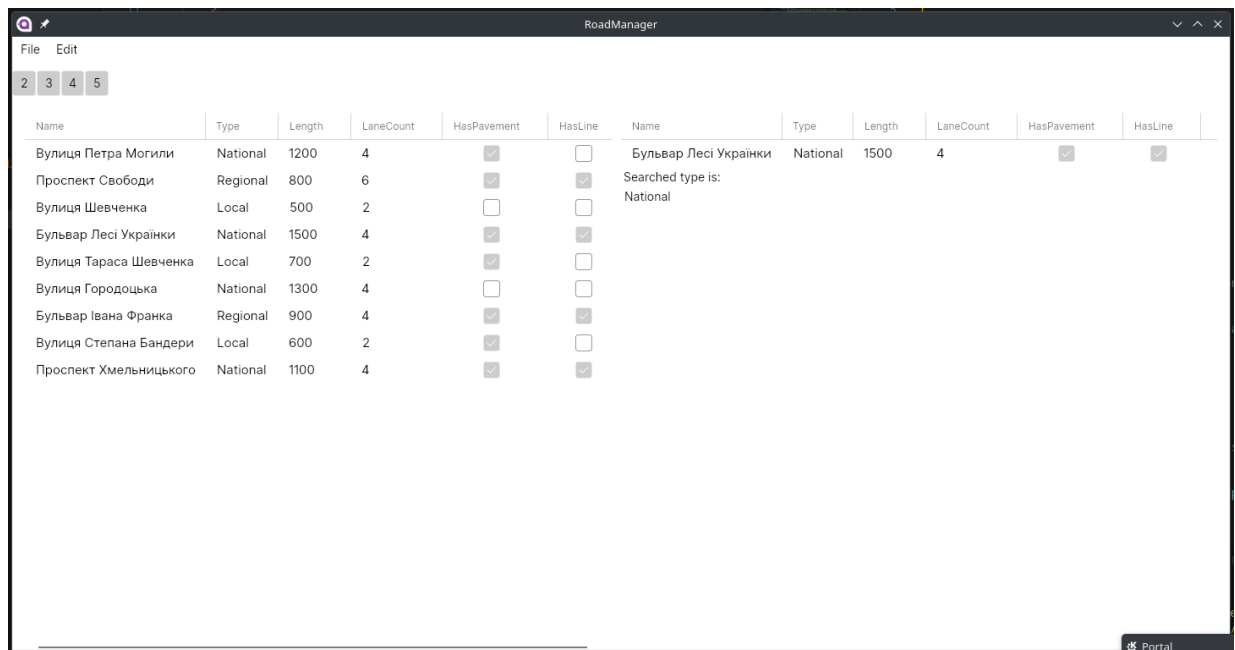 RoadManager
File Edit
2 3 4 5
Name Type Length LaneCount HasPavement HasLine Name Type Length LaneCount HasPavement HasLine
Вулиця Петра Могили National 1200 4 Бульвар Лесі Українки National 1500 4
Проспект Свободи Regional 800 6 Searched type is:
National
Вулиця Шевченка Local 500 2
Бульвар Лесі Українки National 1500 4
Вулиця Тараса Шевченка Local 700 2
Вулиця Городоцька National 1300 4
Бульвар Івана Франка Regional 900 4
Вулиця Степана Бандери Local 600 2
Проспект Хмельницького National 1100 4
Portal